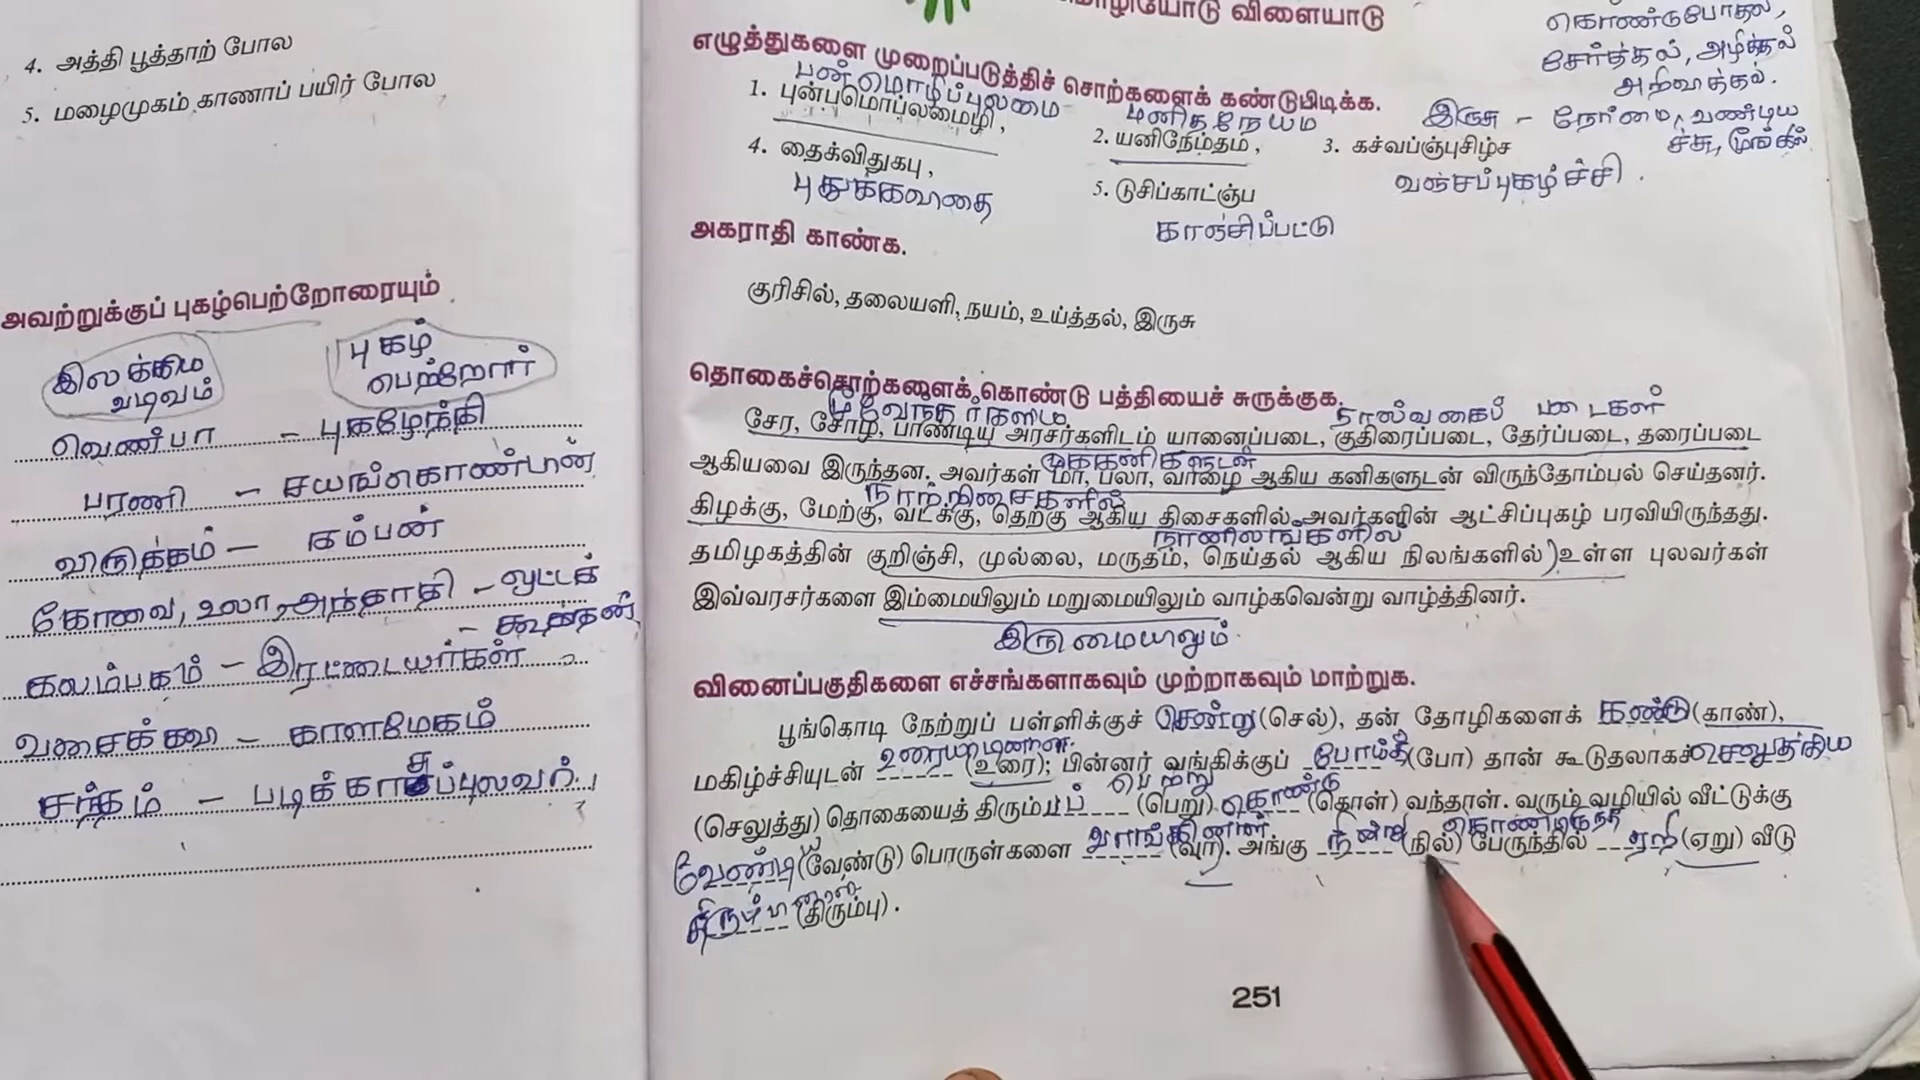 4. அத்தி பூத்தாற் போல
5. மழைமுகம் காணாப் பயிர் போல
அவற்றுக்குப் புகழ்பெற்றோரையும்
இலக்கிய வடிவம்
புகழ் பெற்றோர்
வெண்பா - புகழேந்தி
பரணி - சயங்கொண்டான்
விருத்தம் - கம்பன்
கோவை, உலா, அந்தாதி - ஒட்டக்
- கூத்தன்
கலம்பகம் - இரட்டையர்கள்
வசைக்கவி - காளமேகம்
சந்தம் - படிக்காசுப்புலவர்.
மொழியோடு விளையாடு
கொண்டுபோதல்,
சேர்த்தல், அழித்தல்
அறிவித்தல்.
இருசு - நேர்மை, வண்டிய
ச்சு, மூங்கில்
எழுத்துகளை முறைப்படுத்திச் சொற்களைக் கண்டுபிடிக்க.
பன்மொழிப்புலமை
மனிதநேயம்
1. புன்பமொப்லமைழி,
2. யனிநேம்தம,
3. கச்வப்ஞ்புசிழ்ச
வஞ்சப்புகழ்ச்சி.
4. தைக்விதுகபு,
புதுக்கவிதை
5. டுசிப்காட்ஞ்ப
காஞ்சிப்பட்டு
அகராதி காண்க.
குரிசில், தலையளி, நயம், உய்த்தல், இருசு
தொகைச்சொற்களைக் கொண்டு பத்தியைச் சுருக்குக.
மூவேந்தர்களிடம் நால்வகைப் படைகள்
சேர, சோழ, பாண்டிய அரசர்களிடம் யானைப்படை, குதிரைப்படை, தேர்ப்படை, தரைப்படை
முக்கனிகளுடன்
ஆகியவை இருந்தன. அவர்கள் மா, பலா, வாழை ஆகிய கனிகளுடன் விருந்தோம்பல் செய்தனர்.
நாற்றிசைகளில்
கிழக்கு, மேற்கு, வடக்கு, தெற்கு ஆகிய திசைகளில் அவர்களின் ஆட்சிப்புகழ் பரவியிருந்தது.
நானிலங்களில்
தமிழகத்தின் குறிஞ்சி, முல்லை, மருதம், நெய்தல் ஆகிய நிலங்களில் உள்ள புலவர்கள்
இவ்வரசர்களை இம்மையிலும் மறுமையிலும் வாழ்கவென்று வாழ்த்தினர்.
இருமையிலும்
வினைப்பகுதிகளை எச்சங்களாகவும் முற்றாகவும் மாற்றுக.
பூங்கொடி நேற்றுப் பள்ளிக்குச் சென்று (செல்), தன் தோழிகளைக் கண்டு (காண்),
மகிழ்ச்சியுடன் உரையாடினாள் (உரை); பின்னர் வங்கிக்குப் போய் (போ) தான் கூடுதலாகச் செலுத்திய
(செலுத்து) தொகையைத் திரும்பப் பெற்று (பெறு) கொண்டு (கொள்) வந்தாள். வரும் வழியில் வீட்டுக்கு
வேண்டிய (வேண்டு) பொருள்களை வாங்கினாள் (வா). அங்கு நின்று கொண்டிருந்த (நில்) பேருந்தில் ஏறி (ஏறு) வீடு
திரும்பினாள் (திரும்பு).
251